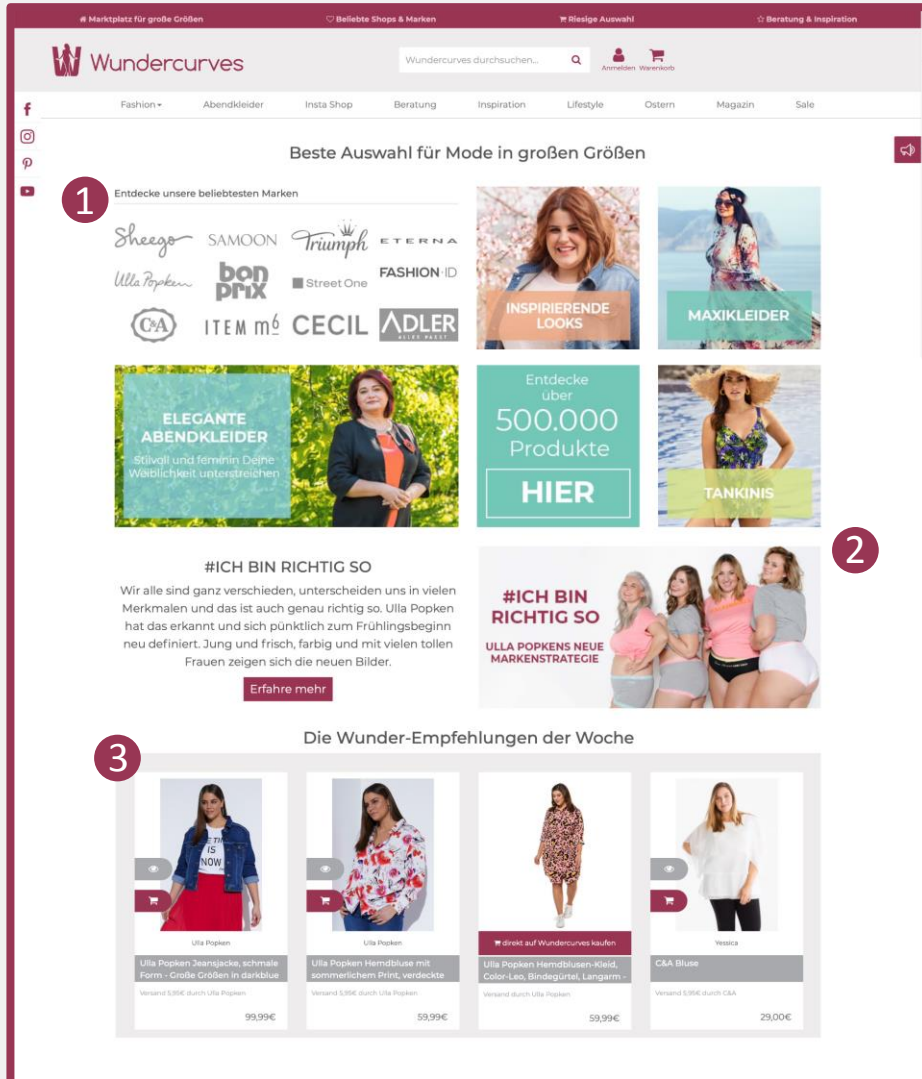 Marktplatz für große Größen
Beliebte Shops & Marken
Riesige Auswahl
Beratung & Inspiration
Wundercurves
Wundercurves durchsuchen...
Anmelden Warenkorb
Fashion
Abendkleider
Insta Shop
Beratung
Inspiration
Lifestyle
Ostern
Magazin
Sale
Beste Auswahl für Mode in großen Größen
1
Entdecke unsere beliebtesten Marken
Sheego SAMOON Triumph ETERNA
Ulla Popken bon prix Street One FASHION ID
C&A ITEM m6 CECIL ADLER
ALLES PASST
INSPIRIERENDE
LOOKS
MAXIKLEIDER
ELEGANTE
ABENDKLEIDER
Stilvoll und feminin Deine
Weiblichkeit unterstreichen
Entdecke
über
500.000
Produkte
HIER
TANKINIS
2
#ICH BIN RICHTIG SO
Wir alle sind ganz verschieden, unterscheiden uns in vielen
Merkmalen und das ist auch genau richtig so. Ulla Popken
hat das erkannt und sich pünktlich zum Frühlingsbeginn
neu definiert. Jung und frisch, farbig und mit vielen tollen
Frauen zeigen sich die neuen Bilder.
Erfahre mehr
#ICH BIN
RICHTIG SO
ULLA POPKENS NEUE
MARKENSTRATEGIE
Die Wunder-Empfehlungen der Woche
3
IS
NOW
Ulla Popken
Ulla Popken Jeansjacke, schmale
Form - Große Größen in darkblue
Versand 5,95€ durch Ulla Popken
99,99€
Ulla Popken
Ulla Popken Hemdbluse mit
sommerlichem Print, verdeckte
Versand 5,95€ durch Ulla Popken
59,99€
direkt auf Wundercurves kaufen
Ulla Popken Hemdblusen-Kleid,
Color-Leo, Bindegürtel, Langarm -
Versand durch Ulla Popken
59,99€
Yessica
C&A Bluse
Versand 5,95€ durch C&A
29,00€